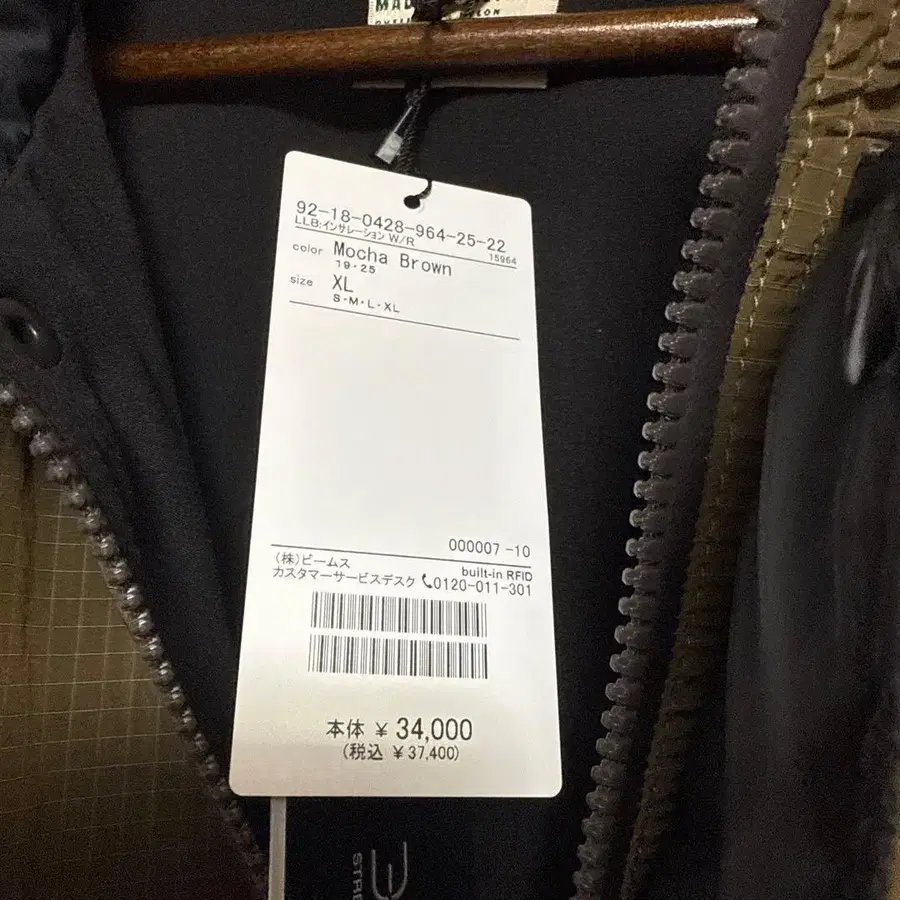 MAD
92-18-0428-964-25-22
LLB:インサレーション W/R
15964
color Mocha Brown
19・25
size XL
S・M・L・XL
000007 -10
(株)ビームス
built-in RFID
カスタマーサービスデスク 0120-011-301
本体 ¥ 34,000
(税込 ¥37,400)